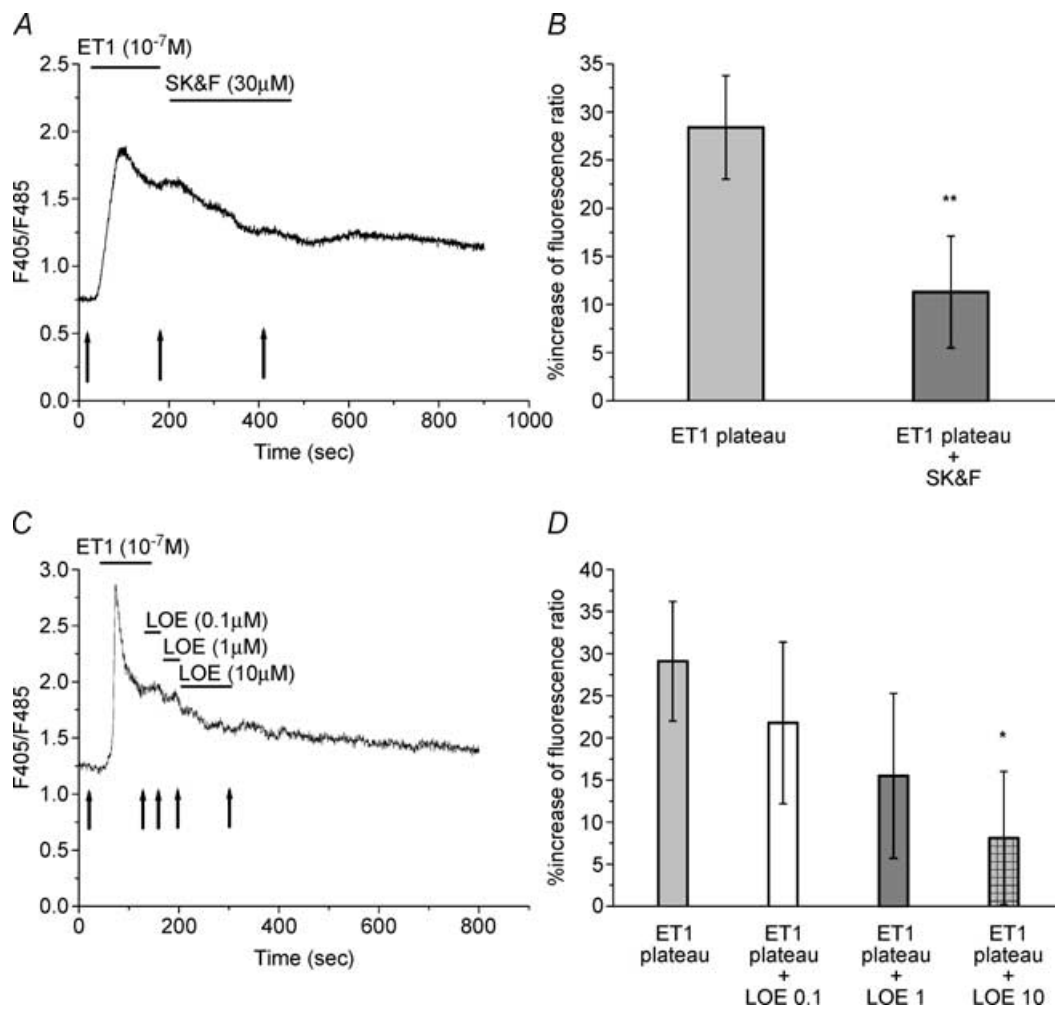 A
ET1 (10⁻⁷M)
SK&F (30µM)
2.5
2.0
1.5
1.0
0.5
0.0
F405/F485
0
200
400
600
800
1000
Time (sec)
B
35
30
25
20
15
10
5
0
%increase of fluorescence ratio
**
ET1 plateau
ET1 plateau
+
SK&F
C
ET1 (10⁻⁷M)
LOE (0.1µM)
LOE (1µM)
LOE (10µM)
3.0
2.5
2.0
1.5
1.0
0.5
0.0
F405/F485
0
200
400
600
800
Time (sec)
D
40
35
30
25
20
15
10
5
0
%increase of fluorescence ratio
*
ET1
plateau
ET1
plateau
+
LOE 0.1
ET1
plateau
+
LOE 1
ET1
plateau
+
LOE 10